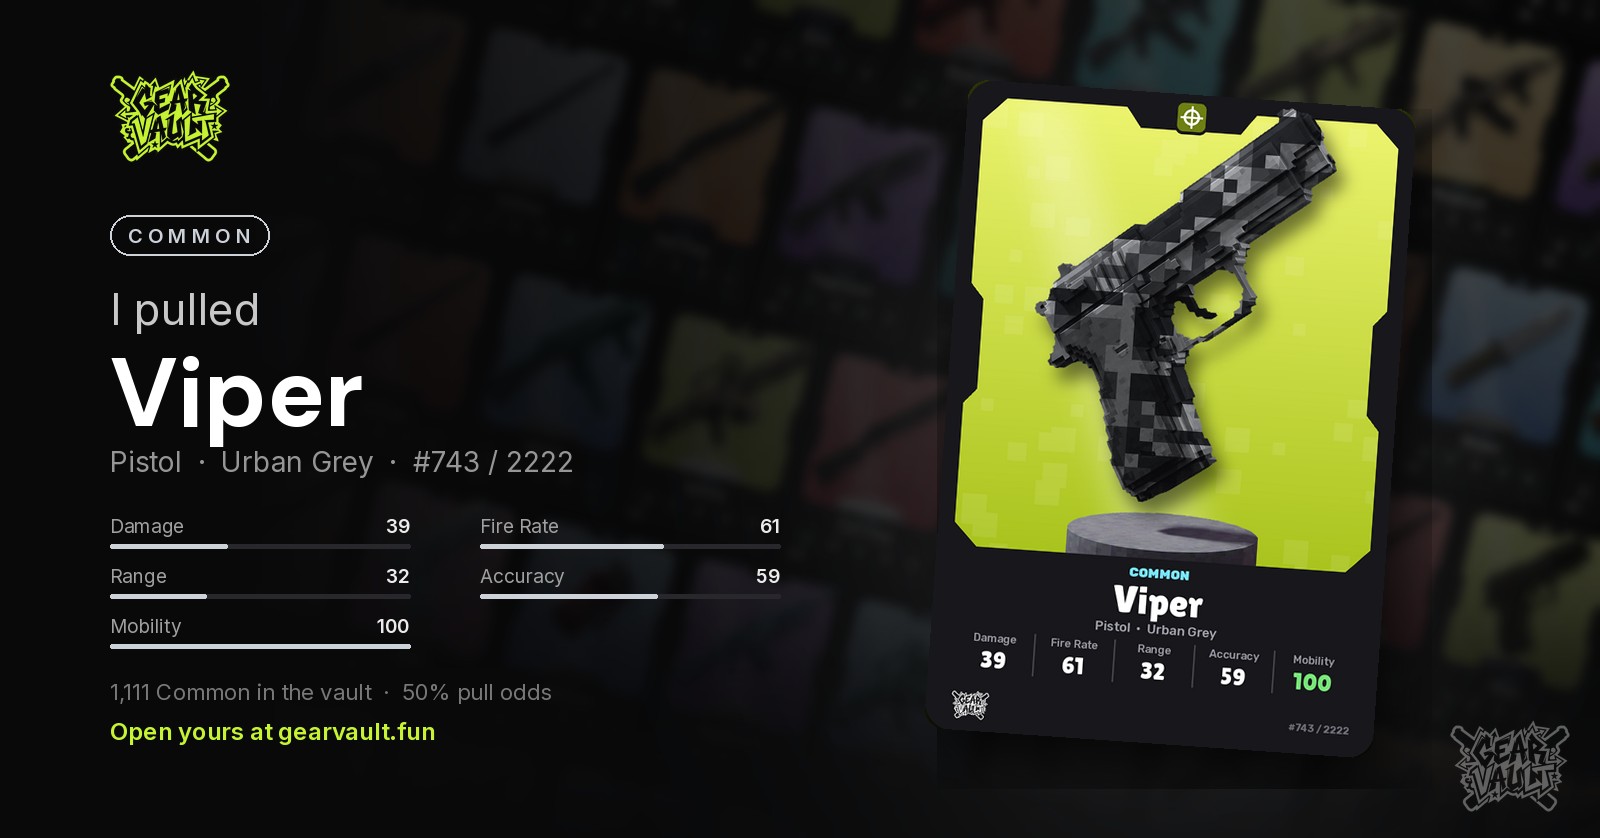 GEAR
VAULT
COMMON
I pulled
Viper
Pistol · Urban Grey · #743 / 2222
Damage 39
Fire Rate 61
Range 32
Accuracy 59
Mobility 100
1,111 Common in the vault · 50% pull odds
Open yours at gearvault.fun
COMMON
Viper
Pistol • Urban Grey
Damage Fire Rate Range Accuracy Mobility
39 61 32 59 100
GEAR
VAULT
#743 / 2222
GEAR
VAULT